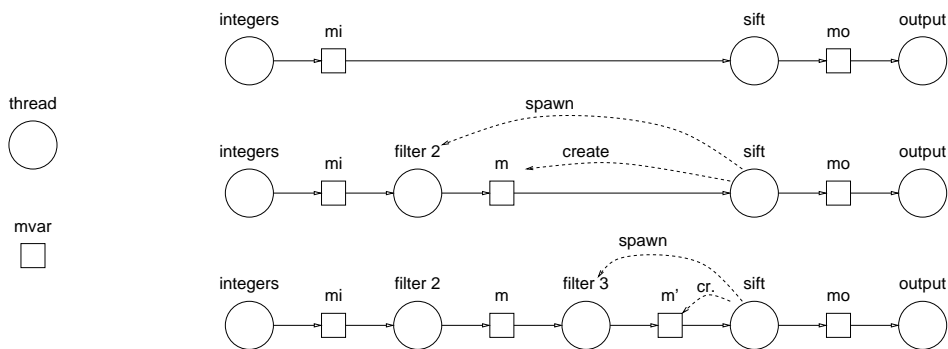 thread
mvar
integers
mi
sift
mo
output
spawn
integers
mi
filter 2
m
create
sift
mo
output
spawn
integers
mi
filter 2
m
filter 3
m'
cr.
sift
mo
output